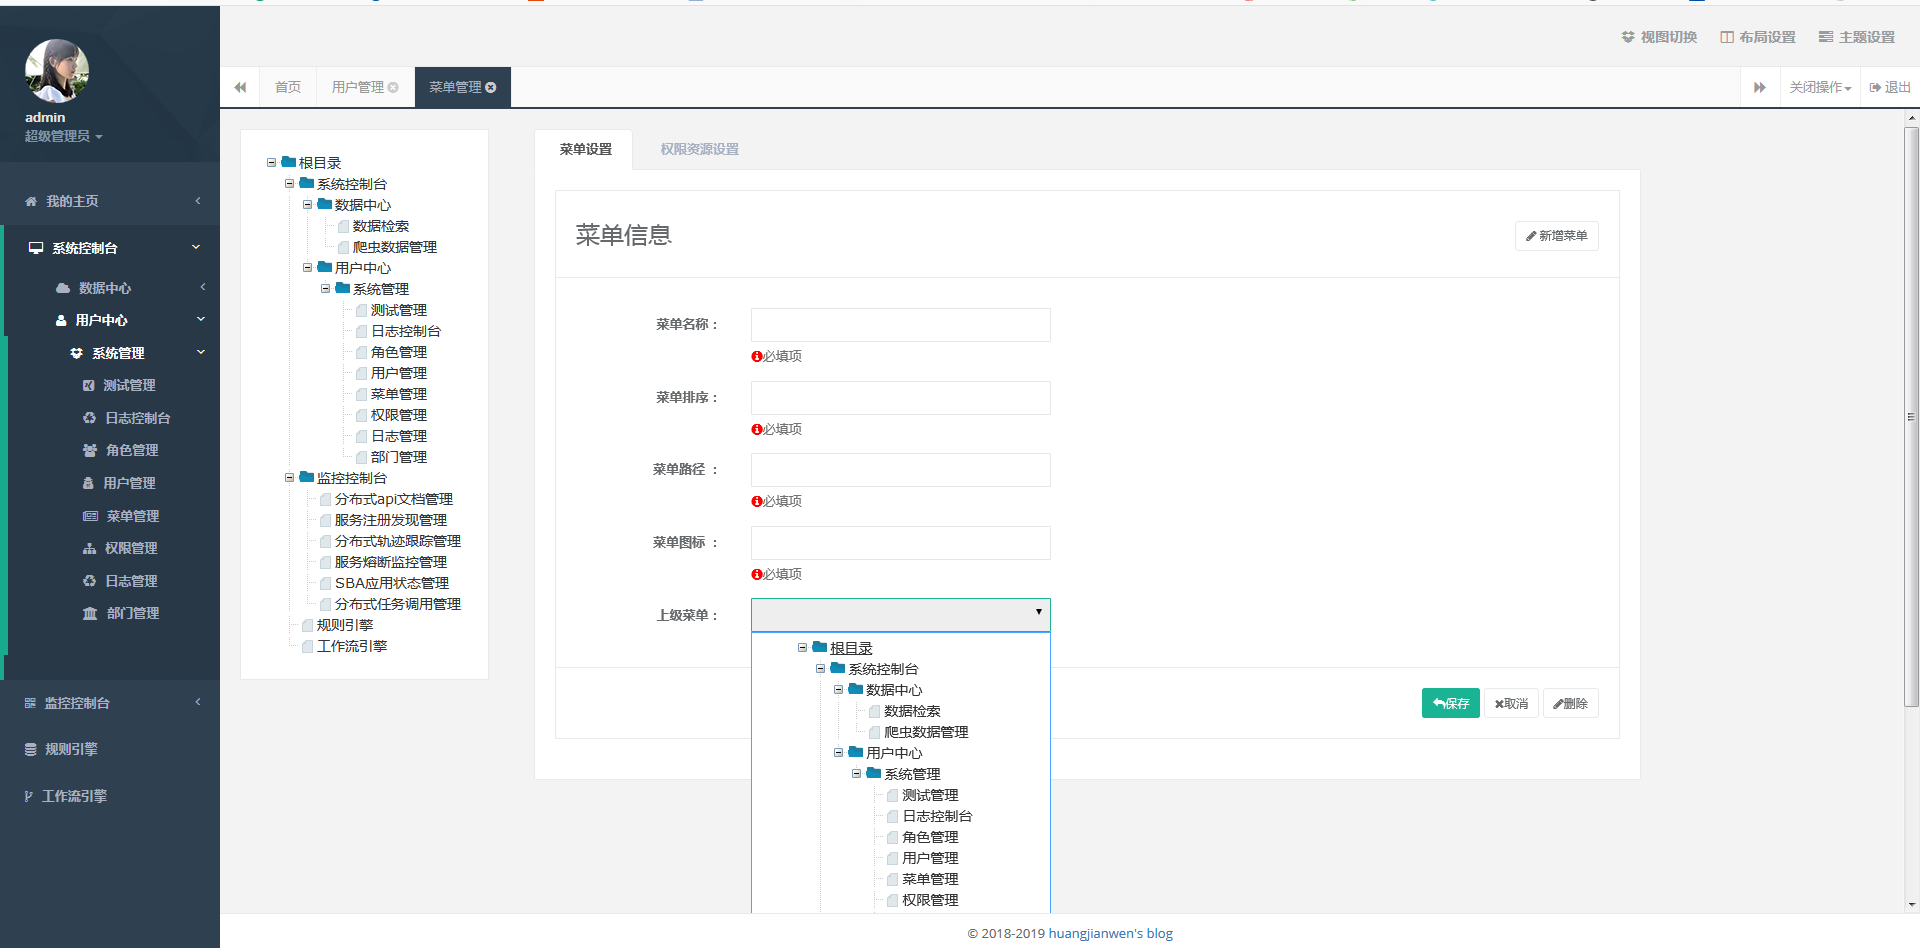 视图切换
布局设置
主题设置
admin
超级管理员
首页
用户管理
菜单管理
关闭操作
退出
我的主页
系统控制台
数据中心
用户中心
系统管理
测试管理
日志控制台
角色管理
用户管理
菜单管理
权限管理
日志管理
部门管理
监控控制台
规则引擎
工作流引擎
根目录
系统控制台
数据中心
数据检索
爬虫数据管理
用户中心
系统管理
测试管理
日志控制台
角色管理
用户管理
菜单管理
权限管理
日志管理
部门管理
监控控制台
分布式api文档管理
服务注册发现管理
分布式轨迹跟踪管理
服务熔断监控管理
SBA应用状态管理
分布式任务调用管理
规则引擎
工作流引擎
菜单设置
权限资源设置
菜单信息
新增菜单
菜单名称：
必填项
菜单排序：
必填项
菜单路径 ：
必填项
菜单图标 ：
必填项
上级菜单：
根目录
系统控制台
数据中心
数据检索
爬虫数据管理
用户中心
系统管理
测试管理
日志控制台
角色管理
用户管理
菜单管理
权限管理
保存
取消
删除
© 2018-2019 huangjianwen's blog